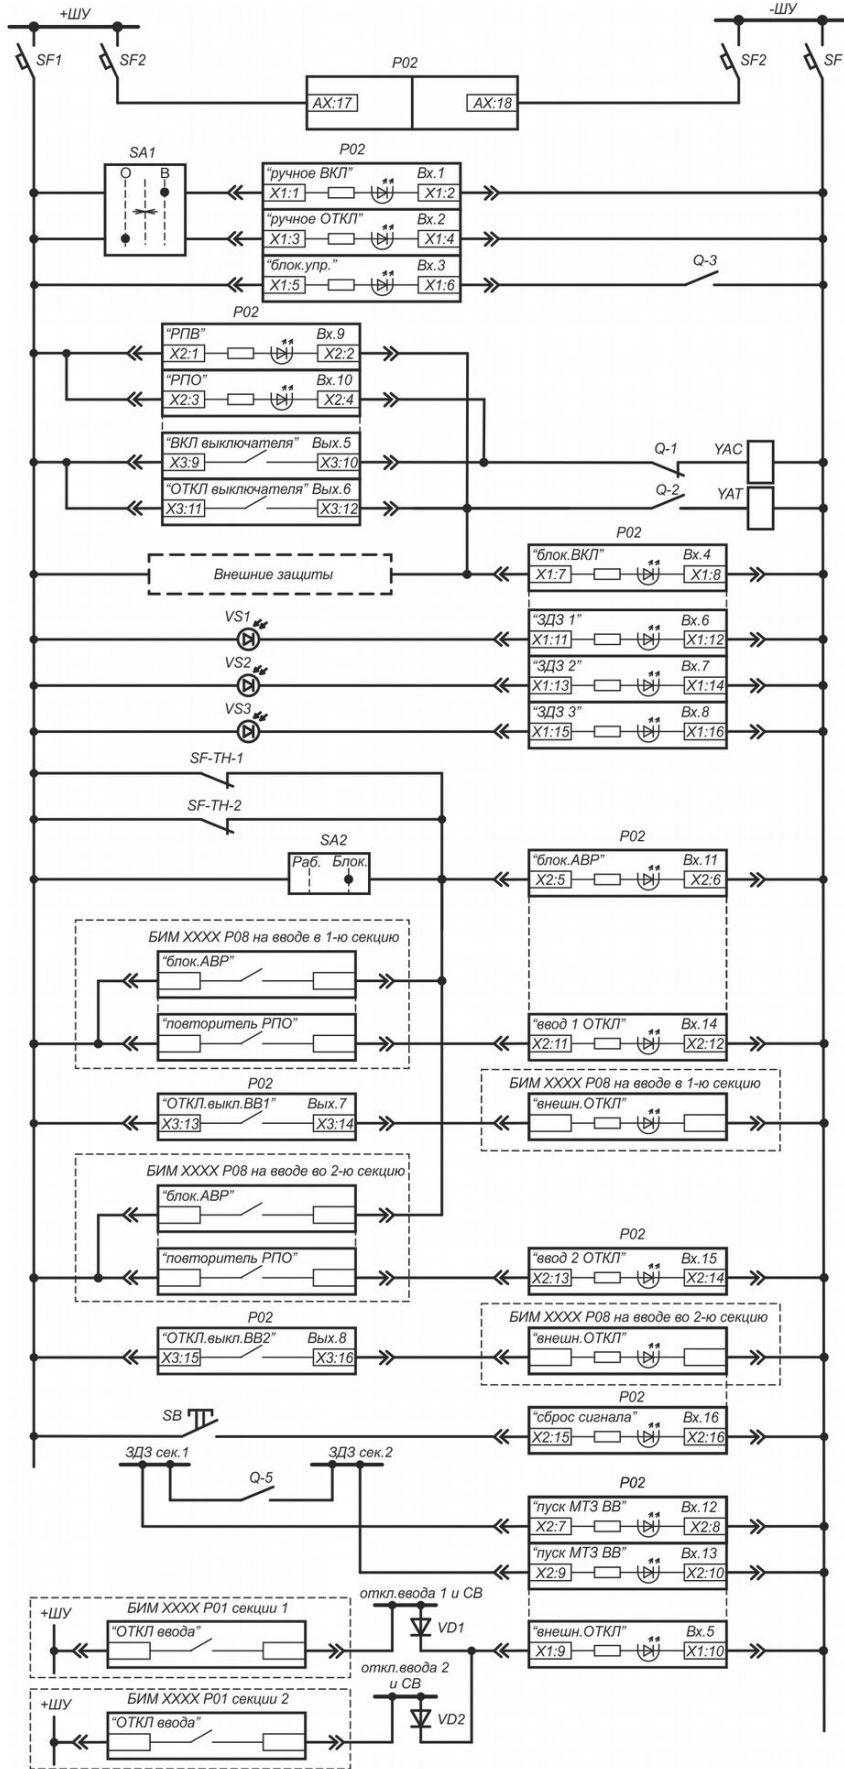 +ШУ
-ШУ
SF1
SF2
P02
SF2
SF
AX:17
AX:18
SA1
P02
О
В
“ручное ВКЛ”
Вх.1
X1:1
X1:2
“ручное ОТКЛ”
Вх.2
X1:3
X1:4
“блок.упр.”
Вх.3
X1:5
X1:6
Q-3
P02
“РПВ”
Вх.9
X2:1
X2:2
“РПО”
Вх.10
X2:3
X2:4
“ВКЛ выключателя”
Вых.5
X3:9
X3:10
Q-1
YAC
“ОТКЛ выключателя”
Вых.6
X3:11
X3:12
Q-2
YAT
P02
Внешние защиты
“блок.ВКЛ”
Вх.4
X1:7
X1:8
VS1
“ЗДЗ 1”
Вх.6
X1:11
X1:12
VS2
“ЗДЗ 2”
Вх.7
X1:13
X1:14
VS3
“ЗДЗ 3”
Вх.8
X1:15
X1:16
SF-TH-1
SF-TH-2
SA2
P02
Раб.
Блок.
“блок.АВР”
Вх.11
X2:5
X2:6
БИМ XXXX P08 на вводе в 1-ю секцию
“блок.АВР”
“повторитель РПО”
“ввод 1 ОТКЛ”
Вх.14
X2:11
X2:12
P02
БИМ XXXX P08 на вводе в 1-ю секцию
“ОТКЛ.выкл.ВВ1”
Вых.7
X3:13
X3:14
“внешн.ОТКЛ”
БИМ XXXX P08 на вводе во 2-ю секцию
“блок.АВР”
P02
“повторитель РПО”
“ввод 2 ОТКЛ”
Вх.15
X2:13
X2:14
P02
БИМ XXXX P08 на вводе во 2-ю секцию
“ОТКЛ.выкл.ВВ2”
Вых.8
X3:15
X3:16
“внешн.ОТКЛ”
P02
SB
“сброс сигнала”
Вх.16
X2:15
X2:16
ЗДЗ сек.1
ЗДЗ сек.2
Q-5
P02
“пуск МТЗ ВВ”
Вх.12
X2:7
X2:8
“пуск МТЗ ВВ”
Вх.13
X2:9
X2:10
откл.ввода 1 и СВ
БИМ XXXX P01 секции 1
+ШУ
“ОТКЛ ввода”
VD1
“внешн.ОТКЛ”
Вх.5
X1:9
X1:10
откл.ввода 2
и СВ
БИМ XXXX P01 секции 2
+ШУ
“ОТКЛ ввода”
VD2